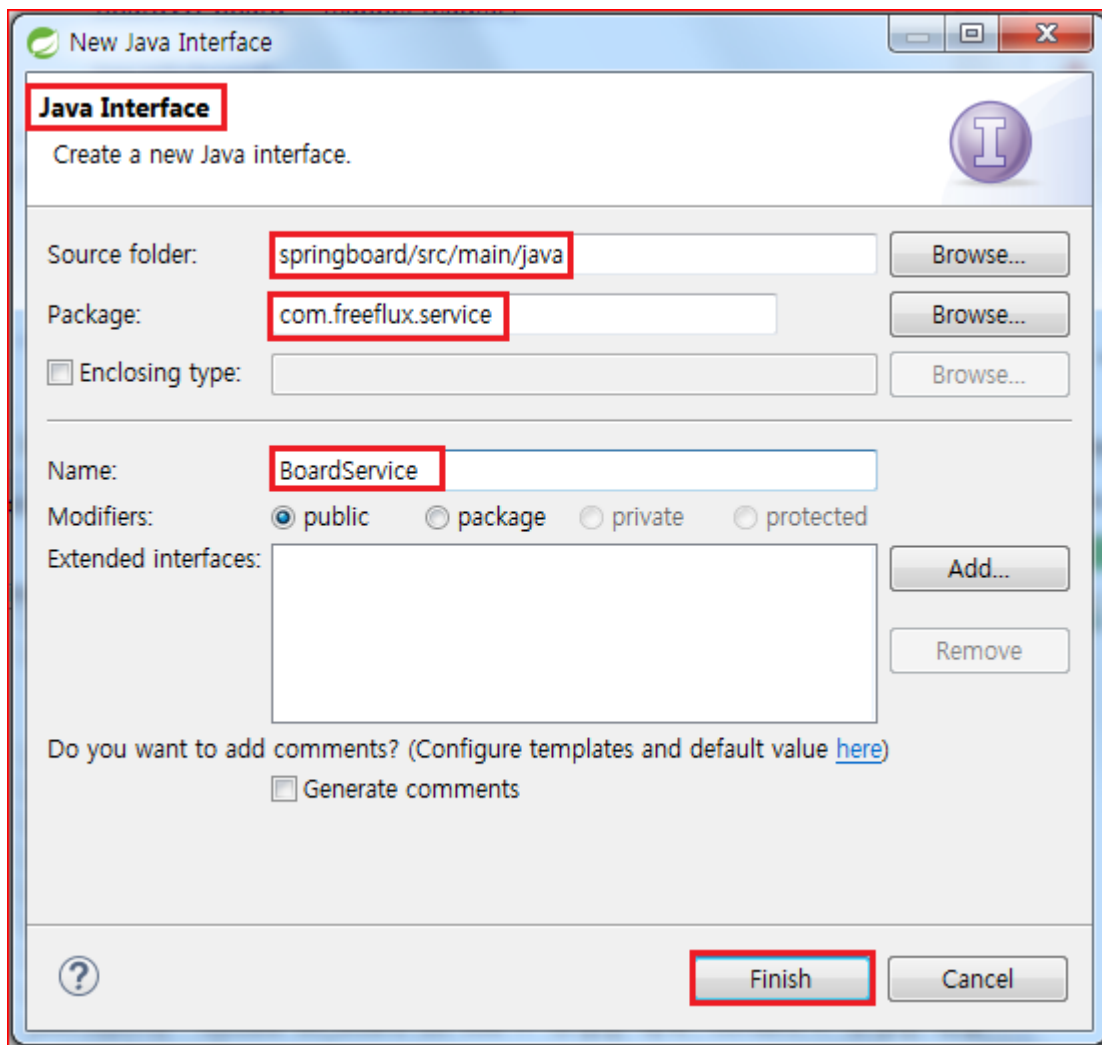 New Java Interface
Java Interface
Create a new Java interface.
Source folder: springboard/src/main/java Browse...
Package: com.freeflux.service Browse...
Enclosing type: Browse...
Name: BoardService
Modifiers: public package private protected
Extended interfaces: Add...
Remove
Do you want to add comments? (Configure templates and default value here)
Generate comments
Finish Cancel